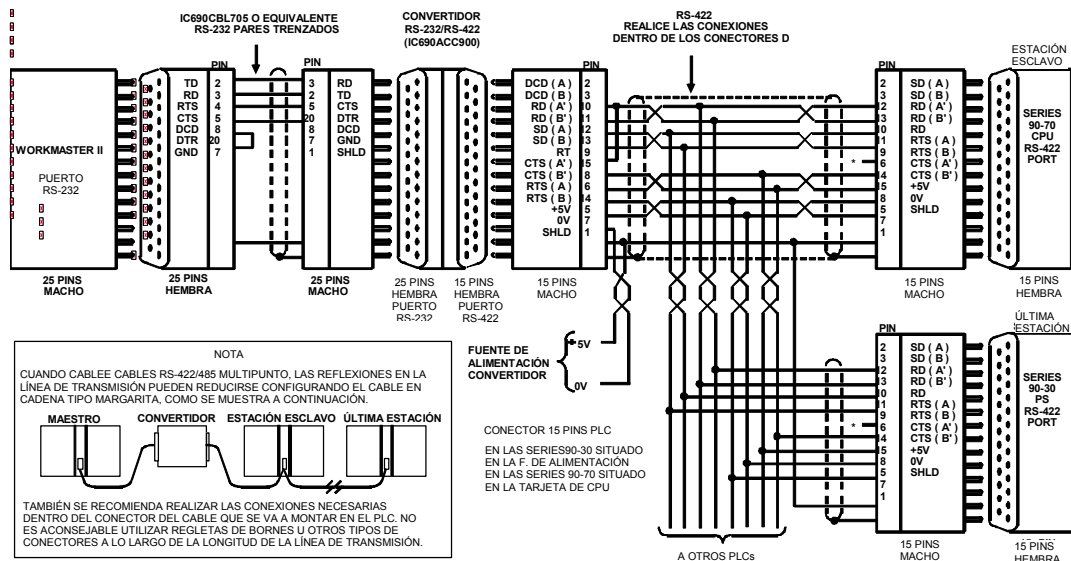 IC690CBL705 O EQUIVALENTE
RS-232 PARES TRENZADOS
CONVERTIDOR
RS-232/RS-422
(IC690ACC900)
RS-422
REALICE LAS CONEXIONES
DENTRO DE LOS CONECTORES D
ESTACIÓN
ESCLAVO
WORKMASTER II
PUERTO
RS-232
25 PINS
MACHO
PIN
TD 2
RD 3
RTS 4
CTS 5
DCD 8
DTR 20
GND 7
25 PINS
HEMBRA
PIN
3 RD
2 TD
5 CTS
20 DTR
8 DCD
7 GND
1 SHLD
25 PINS
MACHO
25 PINS
HEMBRA
PUERTO
RS-232
15 PINS
HEMBRA
PUERTO
RS-422
PIN
DCD ( A ) 2
DCD ( B ) 3
RD ( A' ) 10
RD ( B' ) 11
SD ( A ) 12
SD ( B ) 13
RT 9
CTS ( A' ) 15
CTS ( B' ) 8
RTS ( A ) 6
RTS ( B ) 14
+5V 5
0V 7
SHLD 1
15 PINS
MACHO
PIN
2 SD ( A )
3 SD ( B )
12 RD ( A' )
13 RD ( B' )
10 RD
11 RTS ( A )
9 RTS ( B )
* 6 CTS ( A' )
14 CTS ( B' )
15 +5V
8 0V
5 SHLD
7
1
15 PINS
MACHO
SERIES
90-70
CPU
RS-422
PORT
15 PINS
HEMBRA
FUENTE DE
ALIMENTACIÓN
CONVERTIDOR
+5V
0V
ÚLTIMA
ESTACIÓN
PIN
2 SD ( A )
3 SD ( B )
12 RD ( A' )
13 RD ( B' )
10 RD
11 RTS ( A )
9 RTS ( B )
* 6 CTS ( A' )
14 CTS ( B' )
15 +5V
8 0V
5 SHLD
7
1
15 PINS
MACHO
SERIES
90-30
PS
RS-422
PORT
15 PINS
HEMBRA
CONECTOR 15 PINS PLC
EN LAS SERIES90-30 SITUADO
EN LA F. DE ALIMENTACIÓN
EN LAS SERIES 90-70 SITUADO
EN LA TARJETA DE CPU
A OTROS PLCs
NOTA
CUANDO CABLEE CABLES RS-422/485 MULTIPUNTO, LAS REFLEXIONES EN LA
LÍNEA DE TRANSMISIÓN PUEDEN REDUCIRSE CONFIGURANDO EL CABLE EN
CADENA TIPO MARGARITA, COMO SE MUESTRA A CONTINUACIÓN.
MAESTRO CONVERTIDOR ESTACIÓN ESCLAVO ÚLTIMA ESTACIÓN
TAMBIÉN SE RECOMIENDA REALIZAR LAS CONEXIONES NECESARIAS
DENTRO DEL CONECTOR DEL CABLE QUE SE VA A MONTAR EN EL PLC. NO
ES ACONSEJABLE UTILIZAR REGLETAS DE BORNES U OTROS TIPOS DE
CONECTORES A LO LARGO DE LA LONGITUD DE LA LÍNEA DE TRANSMISIÓN.